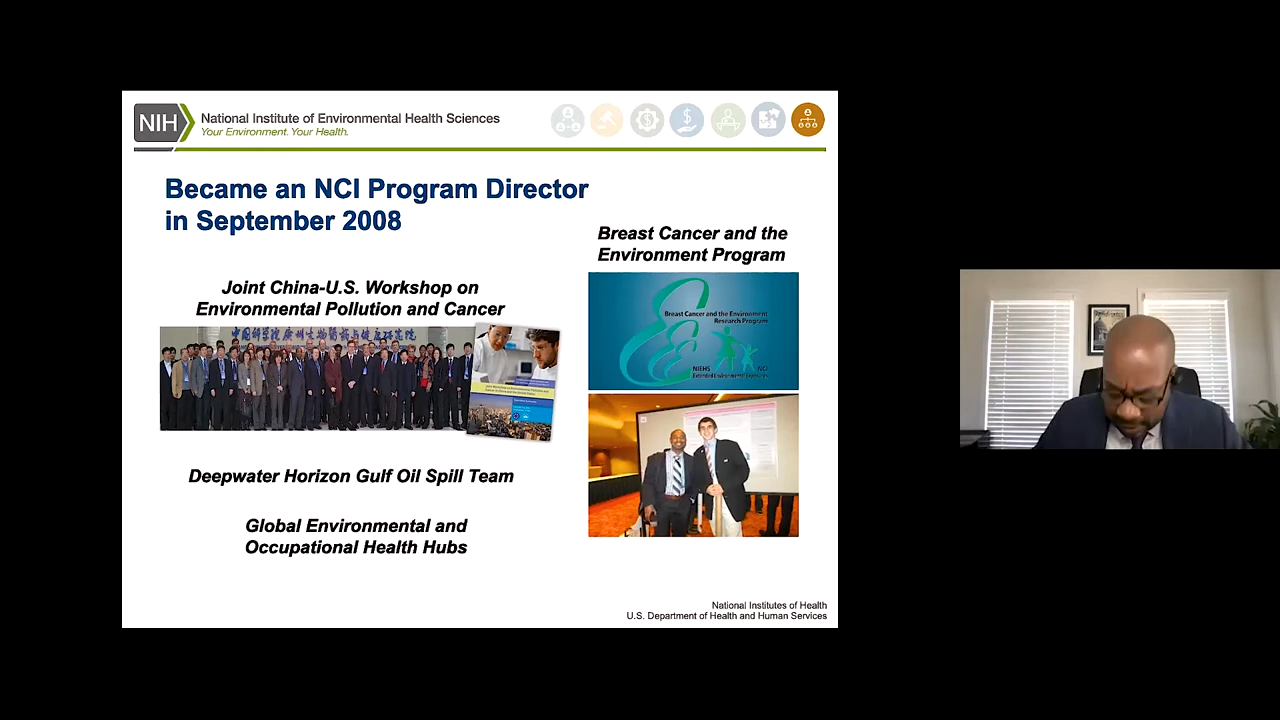 NIH
National Institute of Environmental Health Sciences
Your Environment. Your Health.
Became an NCI Program Director
in September 2008
Breast Cancer and the
Environment Program
Joint China-U.S. Workshop on
Environmental Pollution and Cancer
Breast Cancer and the Environment
Research Program
NIEHS NCI
Deepwater Horizon Gulf Oil Spill Team
Global Environmental and
Occupational Health Hubs
National Institutes of Health
U.S. Department of Health and Human Services